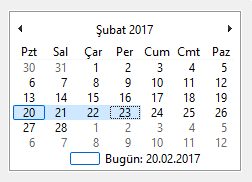 Şubat 2017
Pzt Sal Çar Per Cum Cmt Paz
30 31 1 2 3 4 5
6 7 8 9 10 11 12
13 14 15 16 17 18 19
20 21 22 23 24 25 26
27 28 1 2 3 4 5
6 7 8 9 10 11 12
Bugün: 20.02.2017